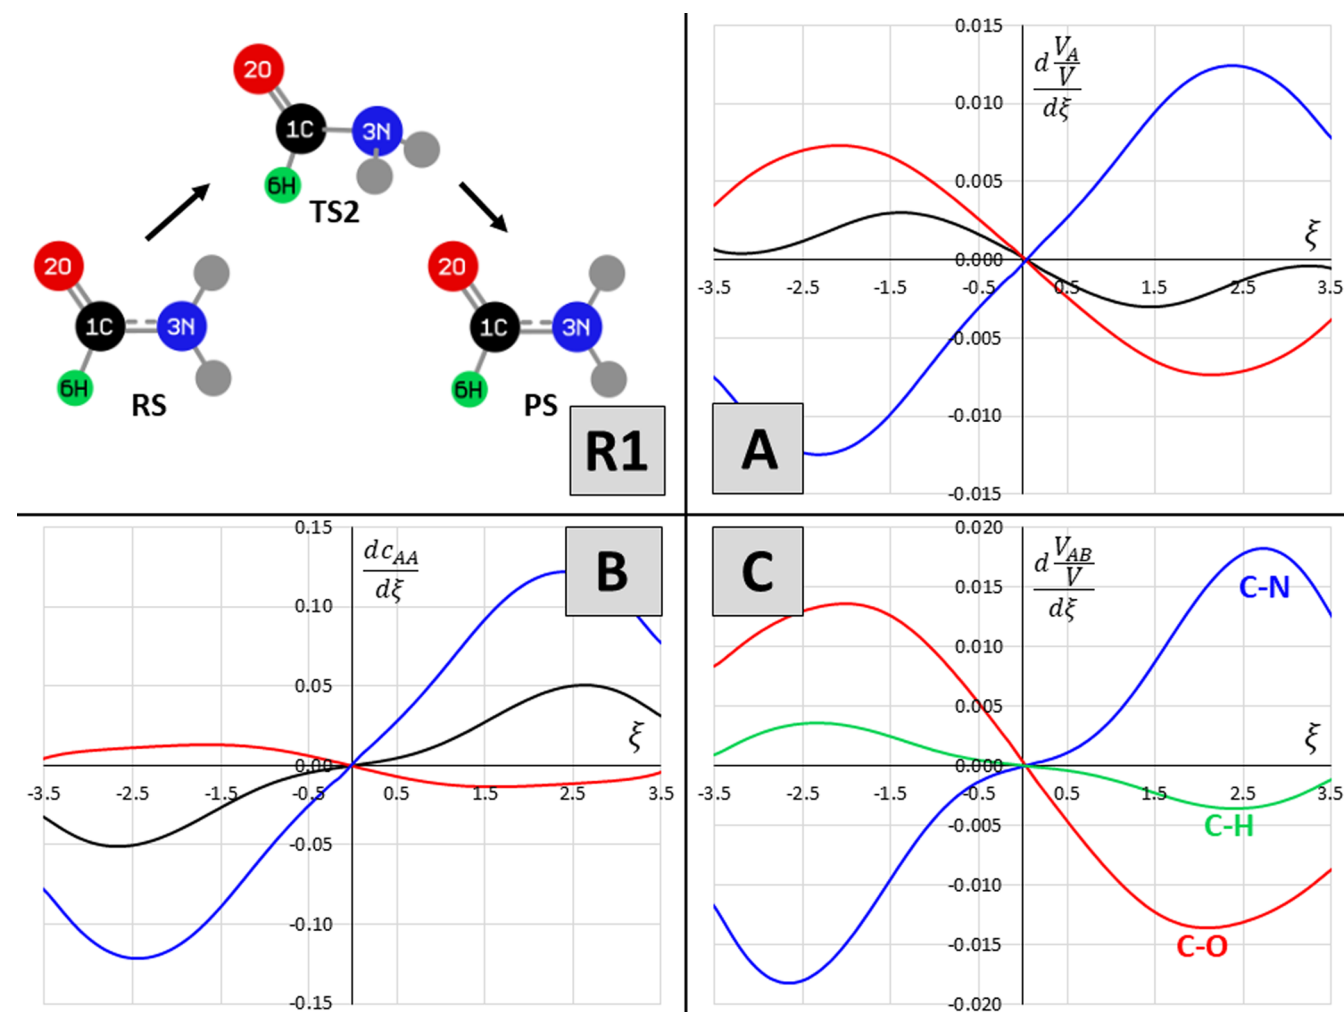 2O
1C
3N
6H
TS2
2O
1C
3N
6H
RS
2O
1C
3N
6H
PS
R1
0.015
d V_A/V
dξ
0.010
0.005
ξ
0.000
-3.5 -2.5 -1.5 -0.5 0.5 1.5 2.5 3.5
-0.005
-0.010
-0.015
A
0.15
dc_AA
dξ
0.10
0.05
ξ
0.00
-3.5 -2.5 -1.5 -0.5 0.5 1.5 2.5 3.5
-0.05
-0.10
-0.15
B
0.020
d V_AB/V
dξ
C
0.015
C-N
0.010
0.005
ξ
0.000
-3.5 -2.5 -1.5 -0.5 0.5 1.5 2.5 3.5
-0.005
C-H
-0.010
C-O
-0.015
-0.020